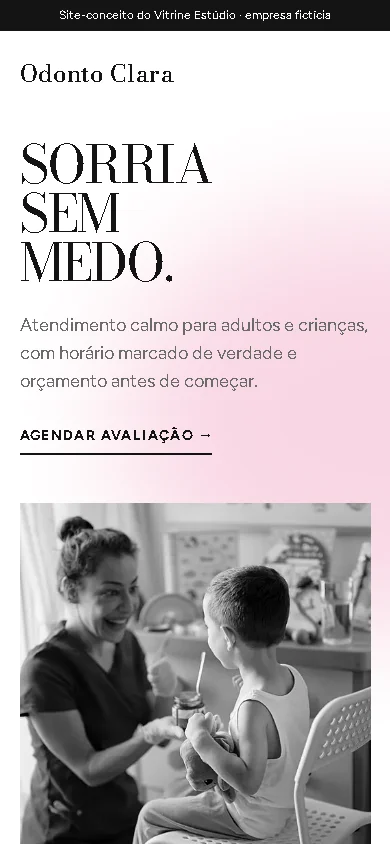 Site-conceito do Vitrine Estúdio · empresa fictícia
Odonto Clara
SORRIA
SEM
MEDO.
Atendimento calmo para adultos e crianças,
com horário marcado de verdade e
orçamento antes de começar.
AGENDAR AVALIAÇÃO →